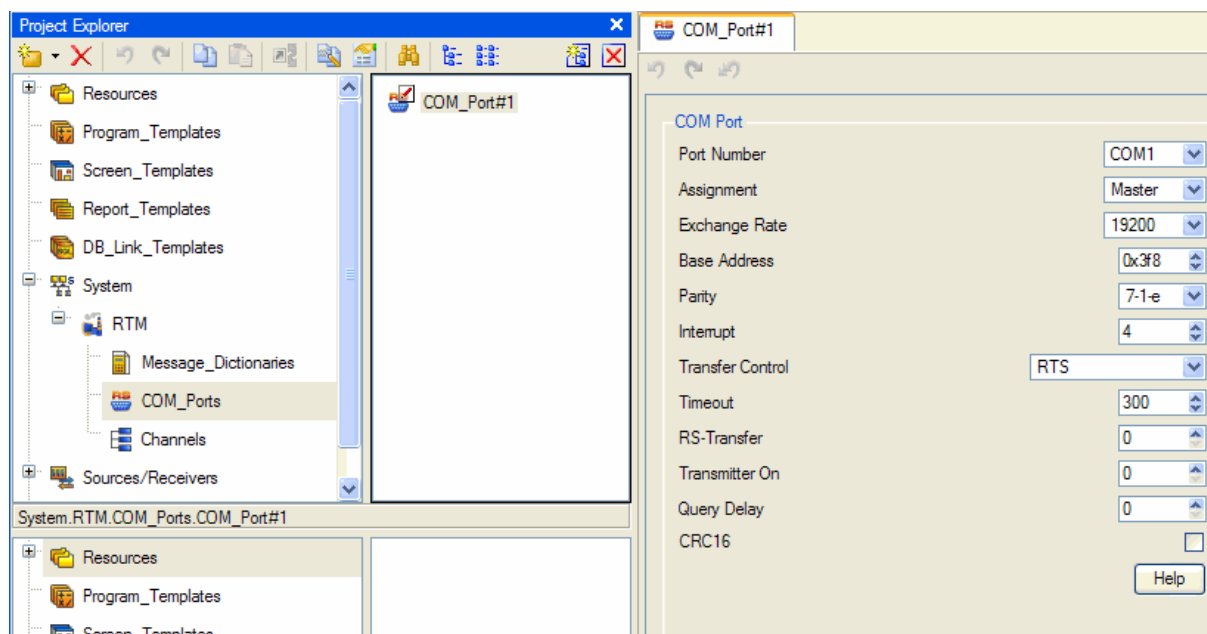 Project Explorer
Resources
Program_Templates
Screen_Templates
Report_Templates
DB_Link_Templates
System
RTM
Message_Dictionaries
COM_Ports
Channels
Sources/Receivers
COM_Port#1
System.RTM.COM_Ports.COM_Port#1
Resources
Program_Templates
Screen_Templates
COM_Port#1
COM Port
Port Number COM1
Assignment Master
Exchange Rate 19200
Base Address 0x3f8
Parity 7-1-e
Interrupt 4
Transfer Control RTS
Timeout 300
RS-Transfer 0
Transmitter On 0
Query Delay 0
CRC16
Help